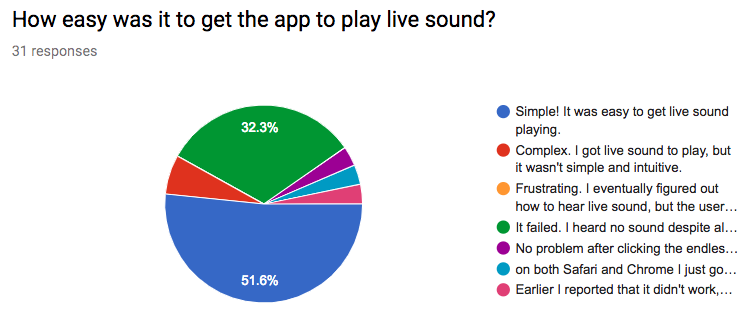 How easy was it to get the app to play live sound?
31 responses
32.3%
51.6%
Simple! It was easy to get live sound
playing.
Complex. I got live sound to play, but
it wasn't simple and intuitive.
Frustrating. I eventually figured out
how to hear live sound, but the user…
It failed. I heard no sound despite al…
No problem after clicking the endles…
on both Safari and Chrome I just go…
Earlier I reported that it didn't work,…